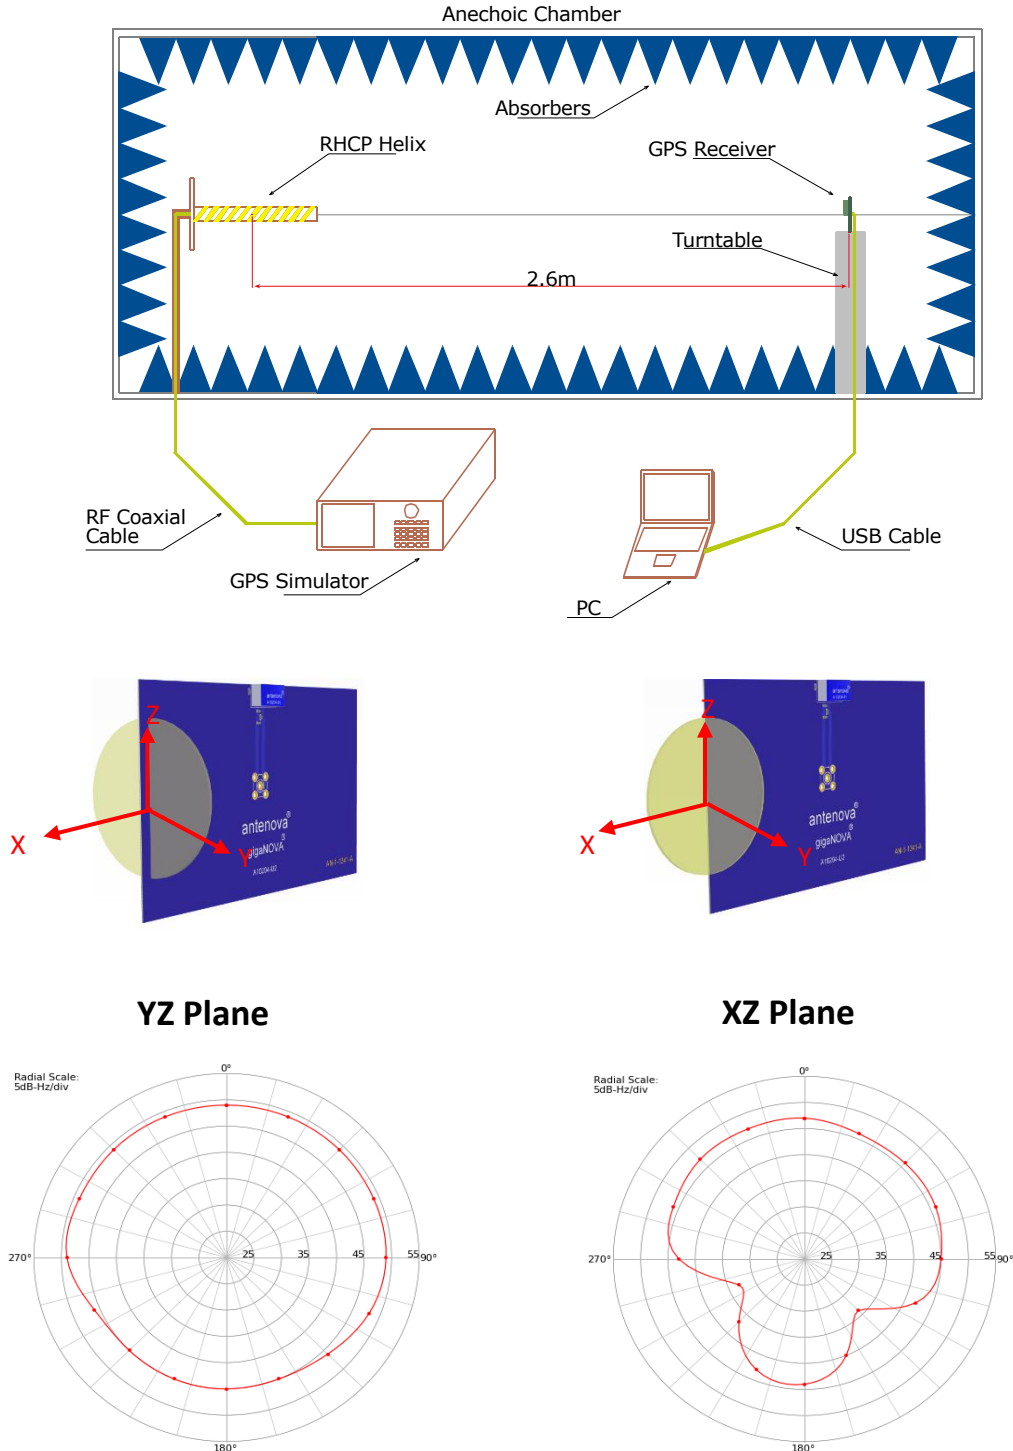 Anechoic Chamber
Absorbers
RHCP Helix
GPS Receiver
Turntable
2.6m
RF Coaxial
Cable
GPS Simulator
USB Cable
PC
Z
X
Y
antenova®
gigaNOVA®
Z
X
Y
antenova®
gigaNOVA®
YZ Plane
XZ Plane
Radial Scale:
5dB-Hz/div
0°
270°
25
35
45
55
90°
180°
Radial Scale:
5dB-Hz/div
0°
270°
25
35
45
55
90°
180°